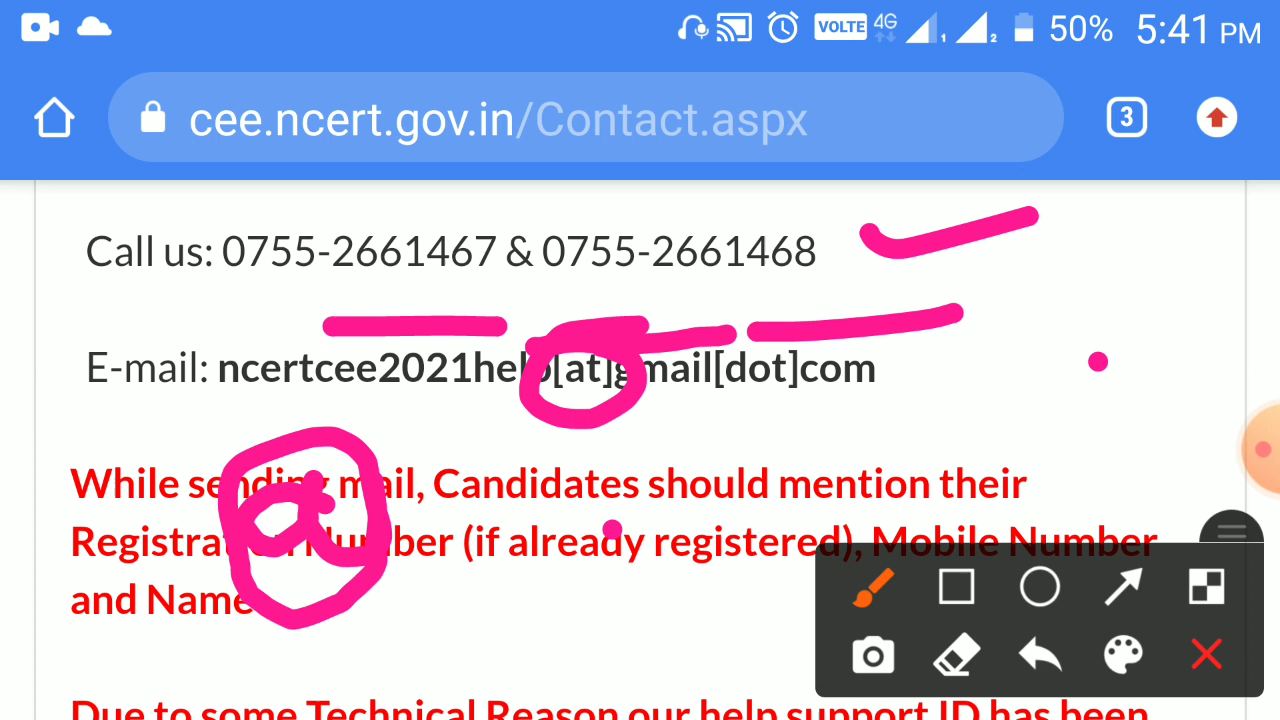 VOLTE 4G 1 2 50% 5:41 PM
cee.ncert.gov.in/Contact.aspx 3
Call us: 0755-2661467 & 0755-2661468
E-mail: ncertcee2021help[at]gmail[dot]com
While sending mail, Candidates should mention their
Registration Number (if already registered), Mobile Number
and Name
Due to some Technical Reason our help support ID has been